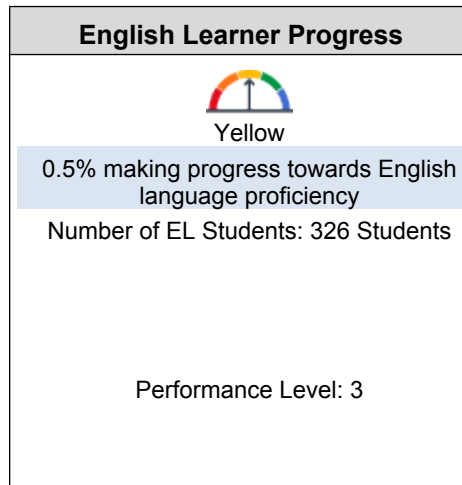 English Learner Progress
Yellow
0.5% making progress towards English
language proficiency
Number of EL Students: 326 Students
Performance Level: 3